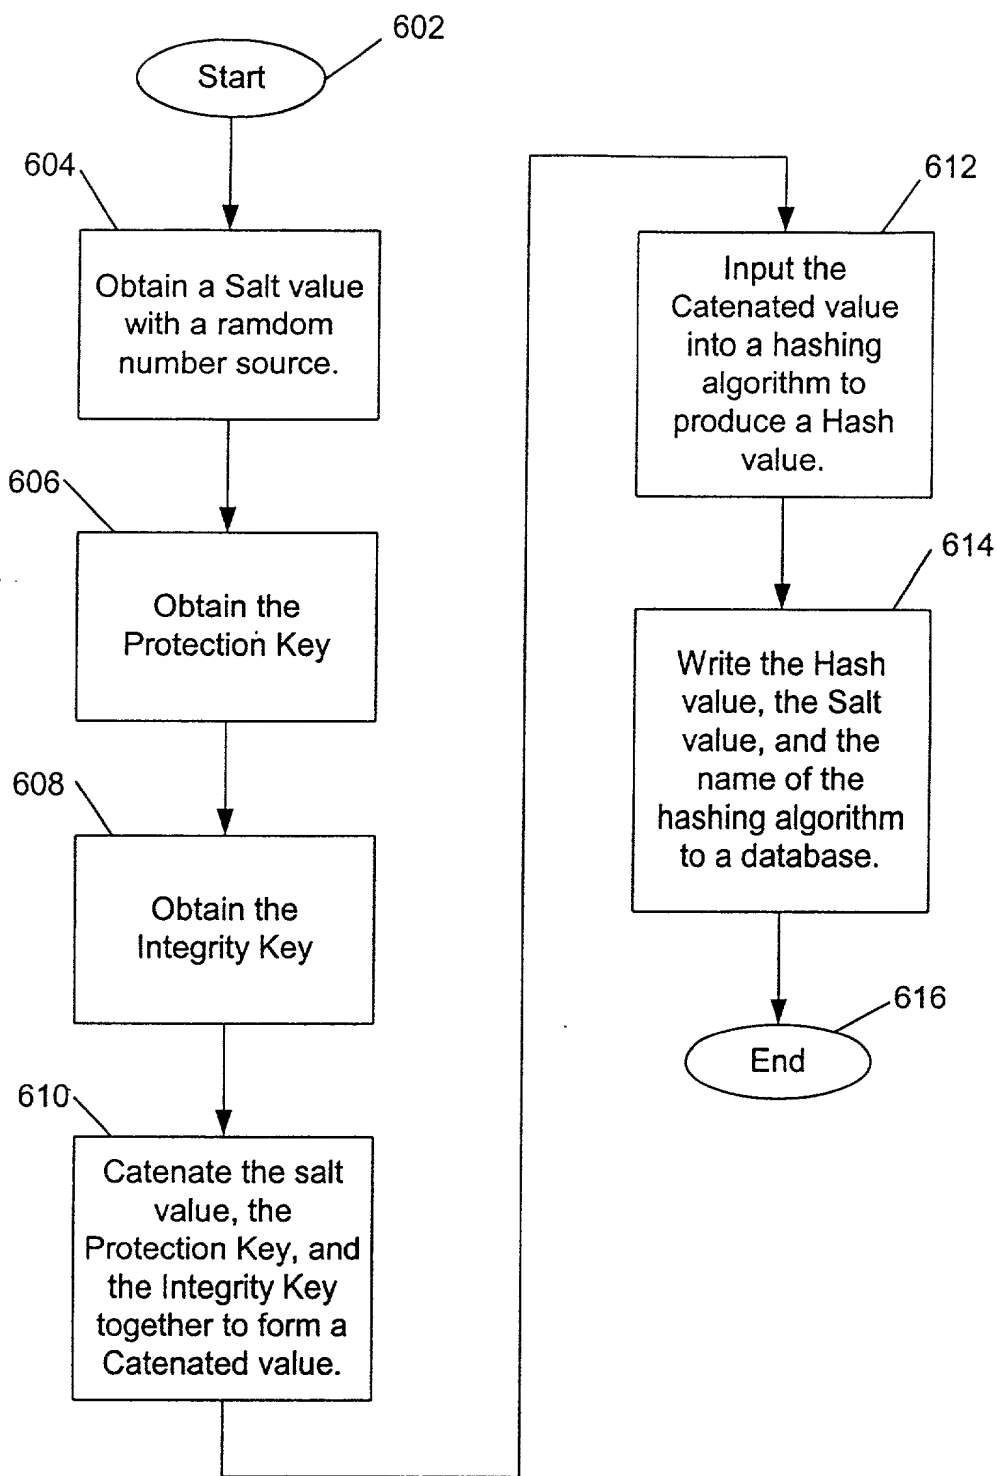 602
Start
604
Obtain a Salt value
with a ramdom
number source.
606
Obtain the
Protection Key
608
Obtain the
Integrity Key
610
Catenate the salt
value, the
Protection Key, and
the Integrity Key
together to form a
Catenated value.
612
Input the
Catenated value
into a hashing
algorithm to
produce a Hash
value.
614
Write the Hash
value, the Salt
value, and the
name of the
hashing algorithm
to a database.
616
End